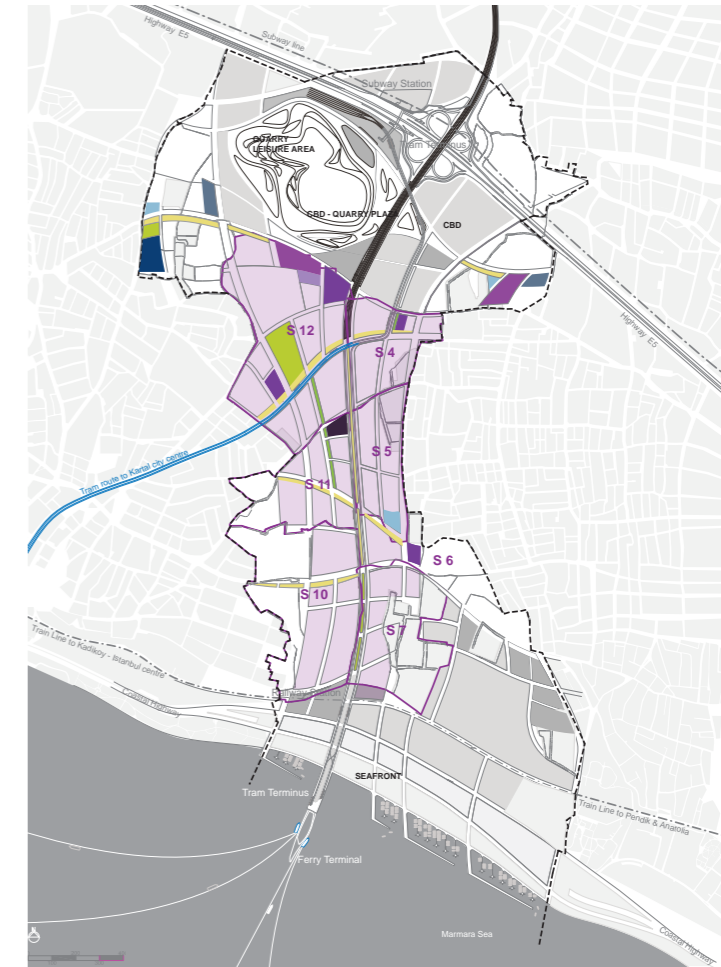 Highway E5
Subway line
Subway Station
Tram Terminus
QUARRY
LEISURE AREA
CBD - QUARRY PLAZA
CBD
Highway E5
S 12
S 4
S 5
Tram route to Kartal city centre
S 11
S 6
S 10
S 7
Train Line to Kadikoy - Istanbul centre
Railway Station
Coastal Highway
SEAFRONT
Tram Terminus
Train Line to Pendik & Anatolia
Ferry Terminal
Marmara Sea
Coastal Highway